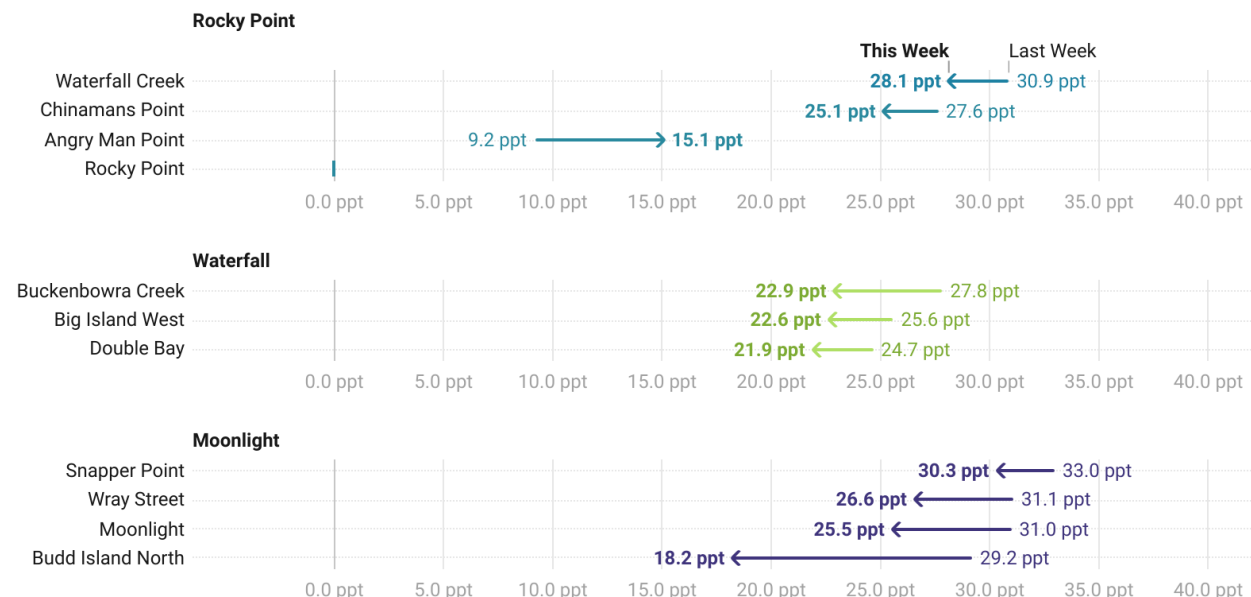 Rocky Point
This Week Last Week
Waterfall Creek 28.1 ppt 30.9 ppt
Chinamans Point 25.1 ppt 27.6 ppt
Angry Man Point 9.2 ppt 15.1 ppt
Rocky Point
0.0 ppt 5.0 ppt 10.0 ppt 15.0 ppt 20.0 ppt 25.0 ppt 30.0 ppt 35.0 ppt 40.0 ppt
Waterfall
Buckenbowra Creek 22.9 ppt 27.8 ppt
Big Island West 22.6 ppt 25.6 ppt
Double Bay 21.9 ppt 24.7 ppt
0.0 ppt 5.0 ppt 10.0 ppt 15.0 ppt 20.0 ppt 25.0 ppt 30.0 ppt 35.0 ppt 40.0 ppt
Moonlight
Snapper Point 30.3 ppt 33.0 ppt
Wray Street 26.6 ppt 31.1 ppt
Moonlight 25.5 ppt 31.0 ppt
Budd Island North 18.2 ppt 29.2 ppt
0.0 ppt 5.0 ppt 10.0 ppt 15.0 ppt 20.0 ppt 25.0 ppt 30.0 ppt 35.0 ppt 40.0 ppt